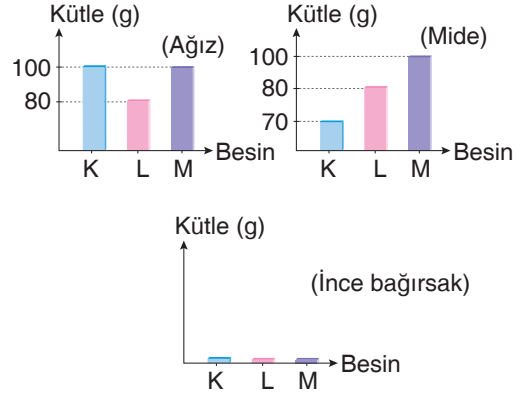 Kütle (g)
(Ağız)
100
80
Besin
K L M
Kütle (g)
(Mide)
100
80
70
Besin
K L M
Kütle (g)
(İnce bağırsak)
Besin
K L M